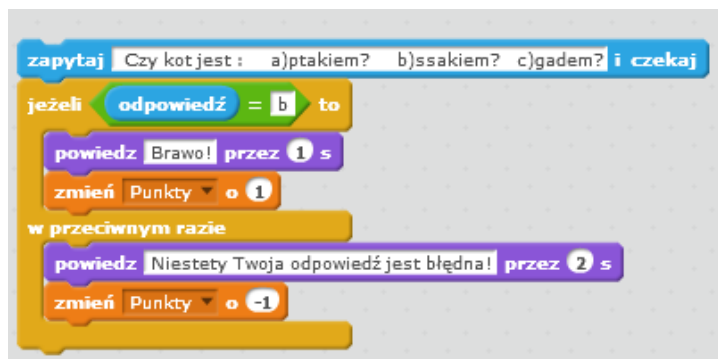 zapytaj Czy kot jest : a)ptakiem? b)ssakiem? c)gadem? i czekaj
jeżeli odpowiedź = b to
powiedz Brawo! przez 1 s
zmień Punkty o 1
w przeciwnym razie
powiedz Niestety Twoja odpowiedź jest błędna! przez 2 s
zmień Punkty o -1